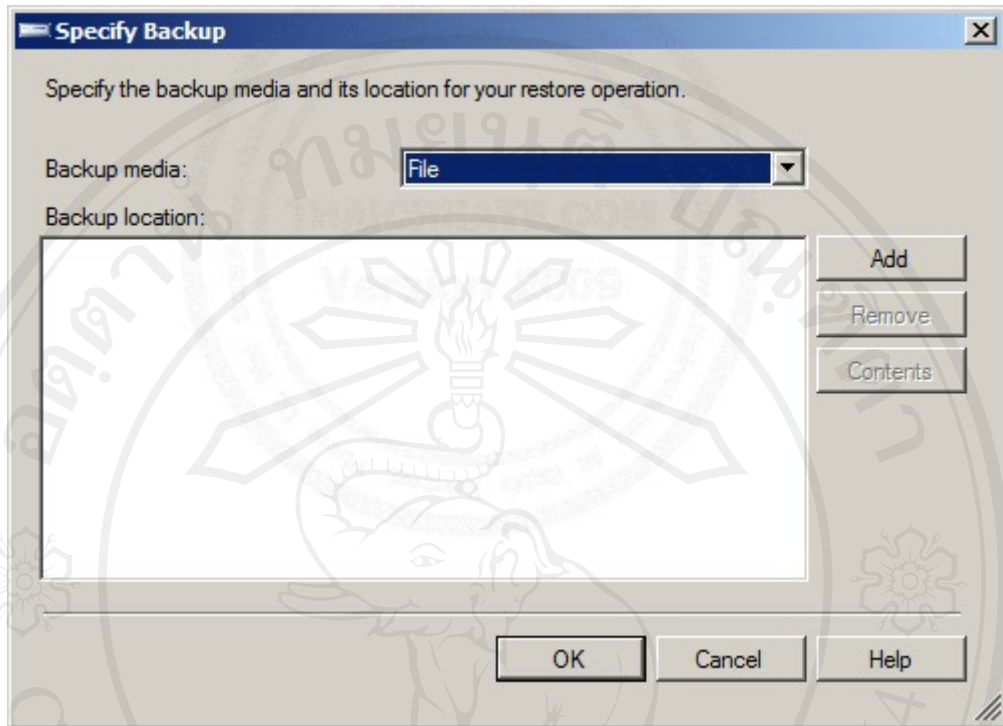 Specify Backup
Specify the backup media and its location for your restore operation.
Backup media:
File
Backup location:
Add
Remove
Contents
OK
Cancel
Help